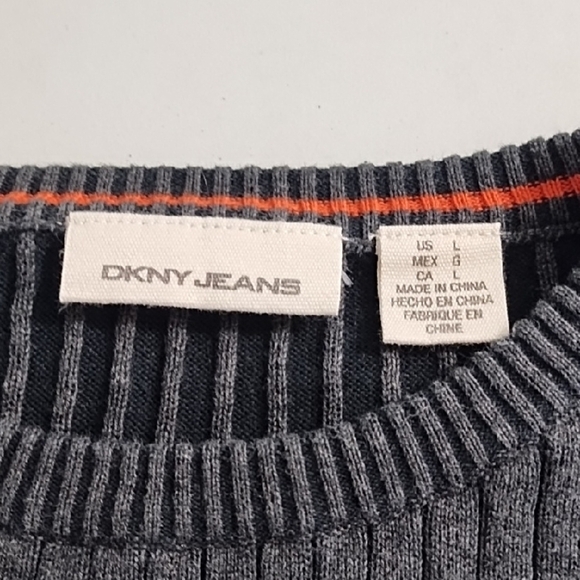 DKNY JEANS
US L
MEX G
CA L
MADE IN CHINA
HECHO EN CHINA
FABRIQUE EN
CHINE